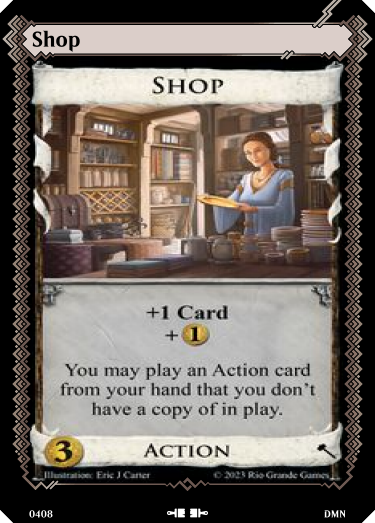 Shop
SHOP
+1 Card
+ 1
You may play an Action card
from your hand that you don't
have a copy of in play.
3 ACTION
Illustration: Eric J Carter © 2023 Rio Grande Games
0408 DMN